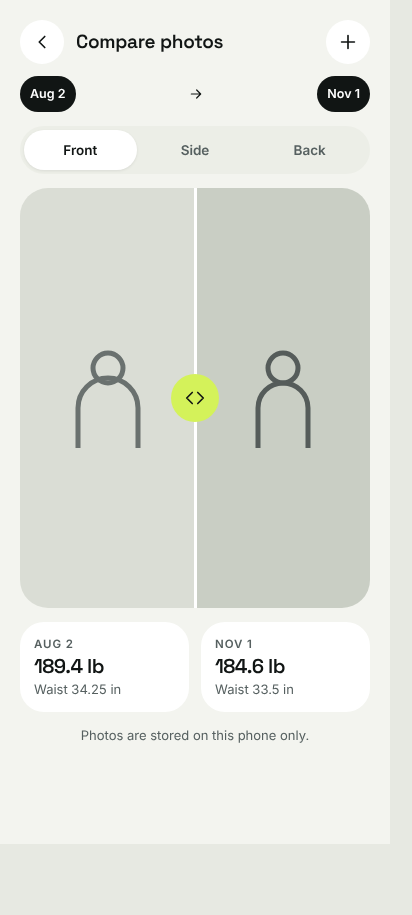 Compare photos
Aug 2 → Nov 1
Front Side Back
AUG 2
189.4 lb
Waist 34.25 in
NOV 1
184.6 lb
Waist 33.5 in
Photos are stored on this phone only.